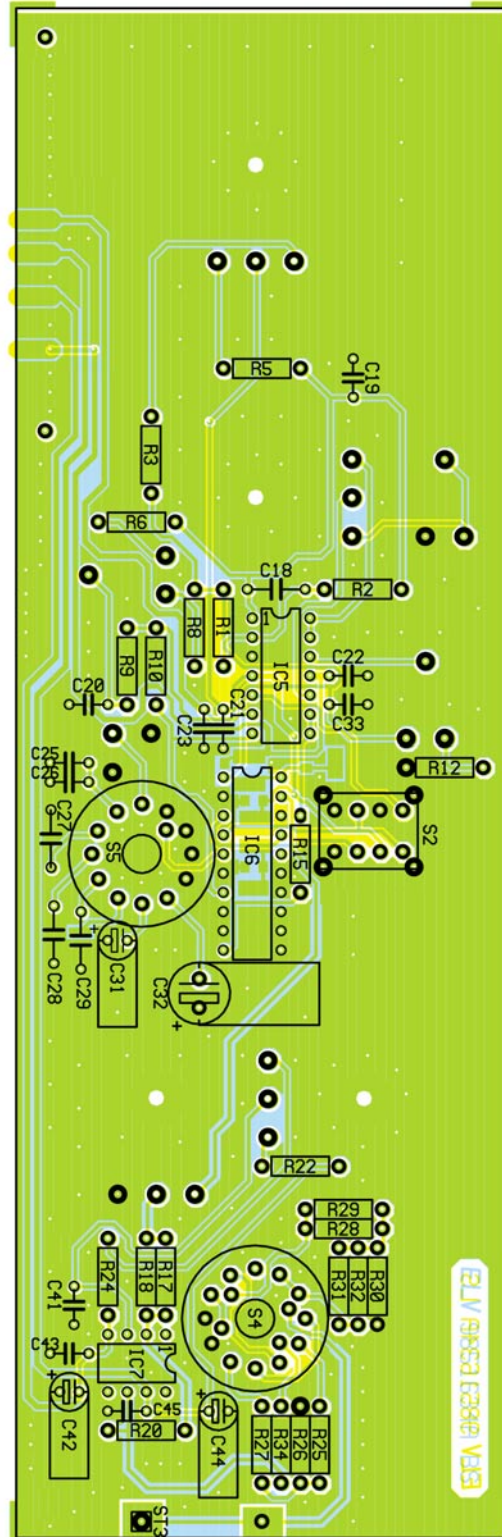 R5
C19
R3
R6
C18
R2
R8
R1
1
IC5
R9
R10
C22
C20
C21
C33
C23
C25
C26
R12
C27
S5
IC6
R15
S2
C28
C29
+
C31
C32
+
R22
R29
R28
R24
R18
R17
R31
R32
R30
C41
S4
C43
IC7
1
+
C42
C45
R20
+
C44
R27
R34
R26
R25
ST3